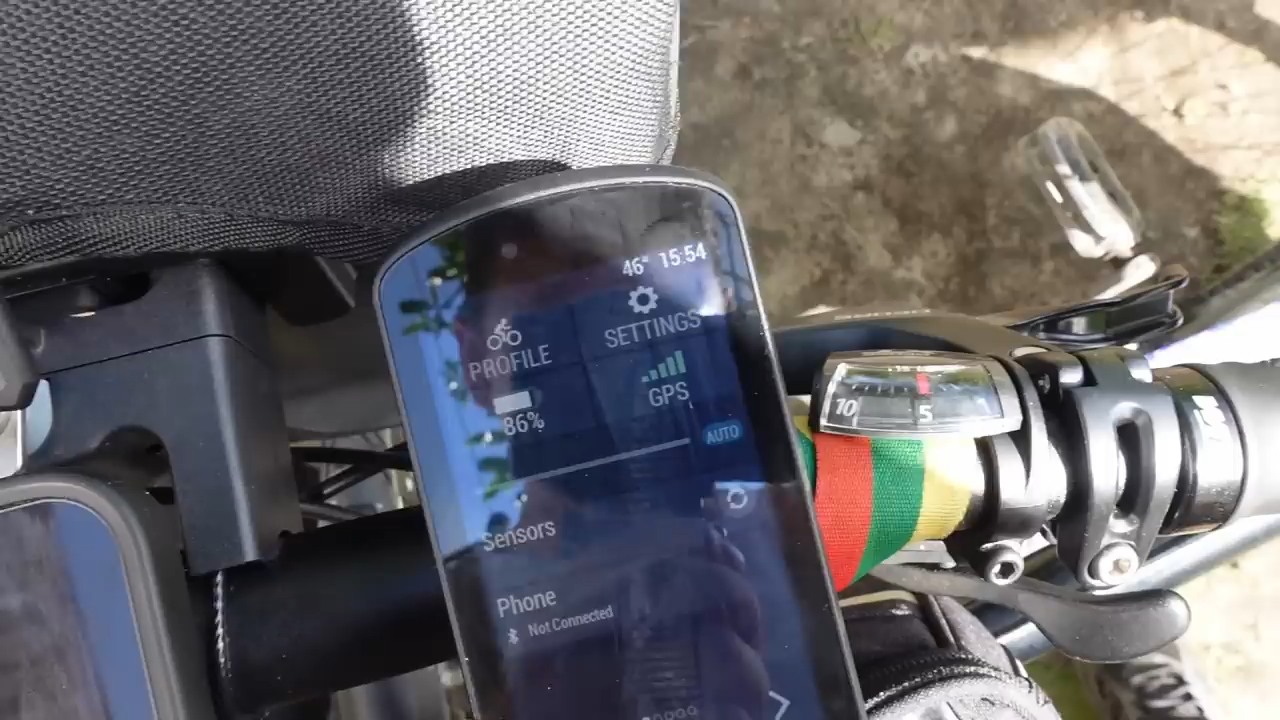 46° 15:54
PROFILE
SETTINGS
86%
GPS
AUTO
Sensors
Phone
Not Connected
10 5